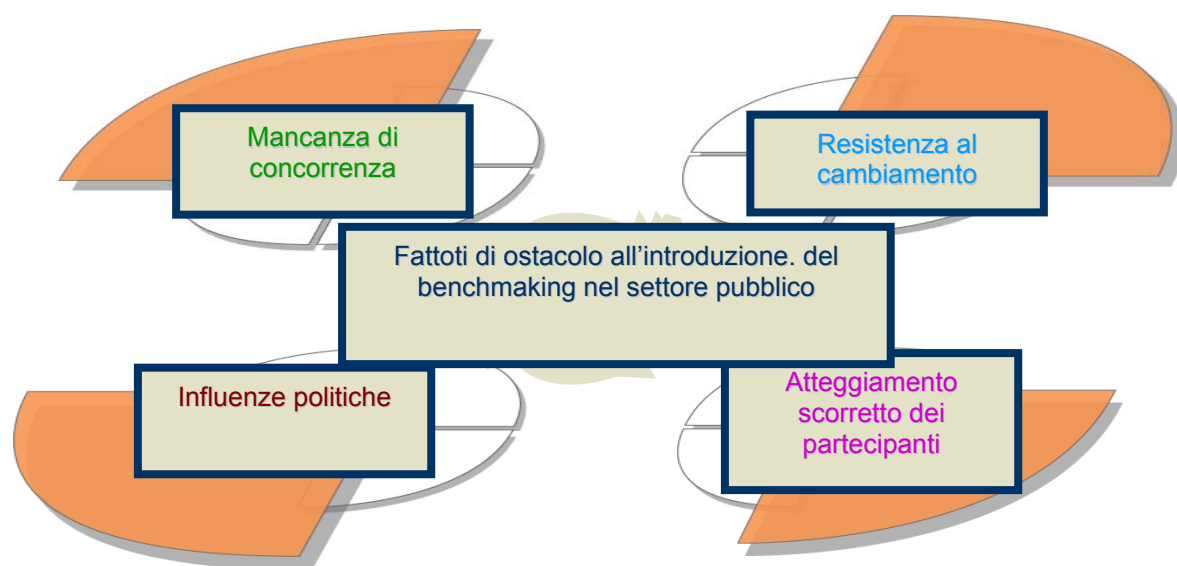 Mancanza di
concorrenza
Resistenza al
cambiamento
Fattoti di ostacolo all’introduzione. del
benchmaking nel settore pubblico
Influenze politiche
Atteggiamento
scorretto dei
partecipanti